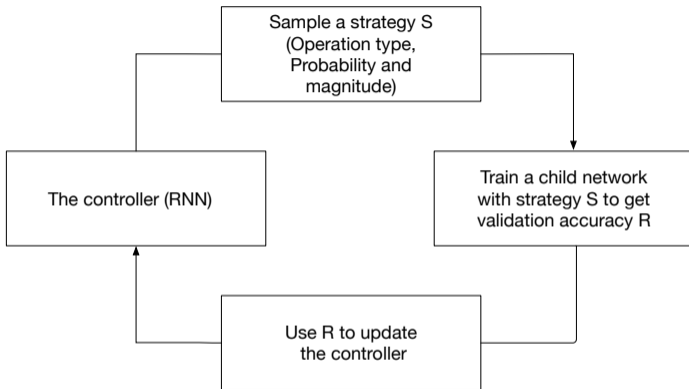 Sample a strategy S
(Operation type,
Probability and
magnitude)
The controller (RNN)
Train a child network
with strategy S to get
validation accuracy R
Use R to update
the controller